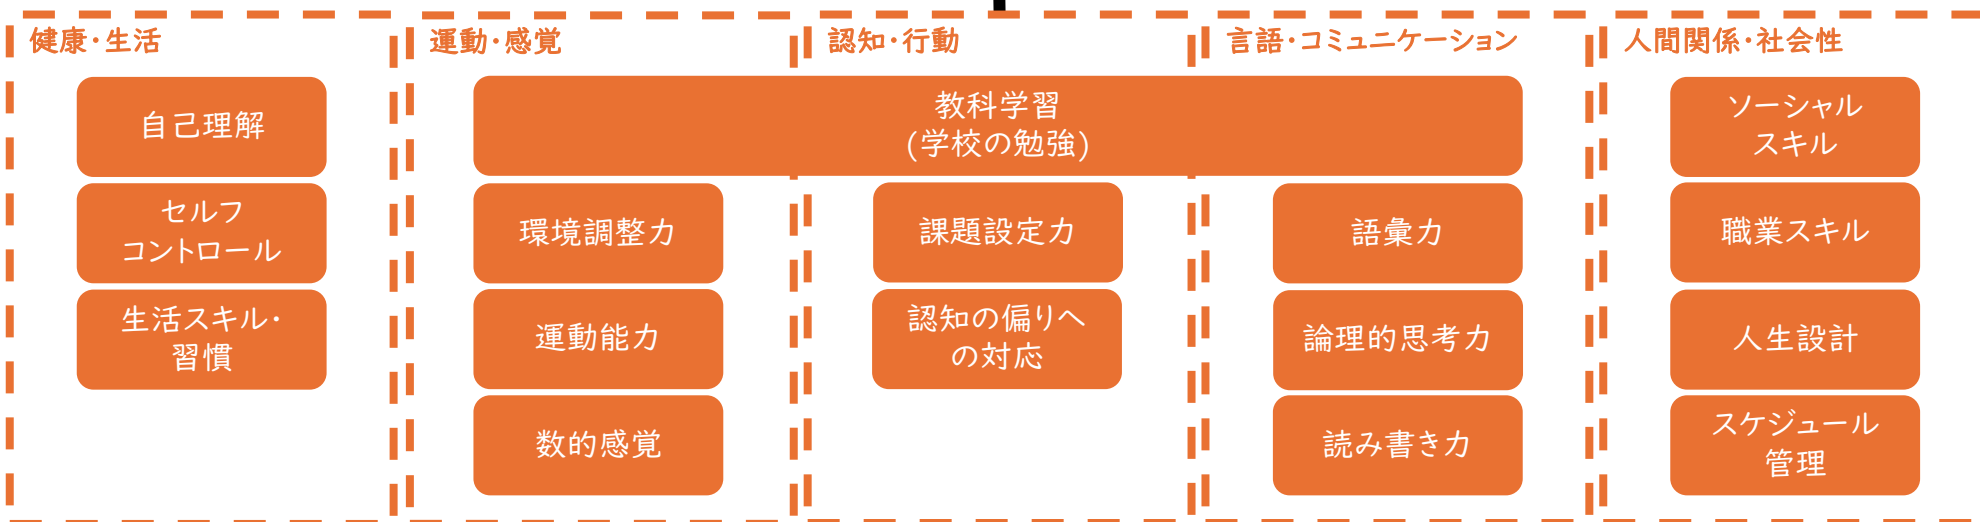 健康・生活
自己理解
セルフ
コントロール
生活スキル・
習慣
運動・感覚
認知・行動
言語・コミュニケーション
教科学習
(学校の勉強)
環境調整力
運動能力
数的感覚
課題設定力
認知の偏りへ
の対応
語彙力
論理的思考力
読み書き力
人間関係・社会性
ソーシャル
スキル
職業スキル
人生設計
スケジュール
管理